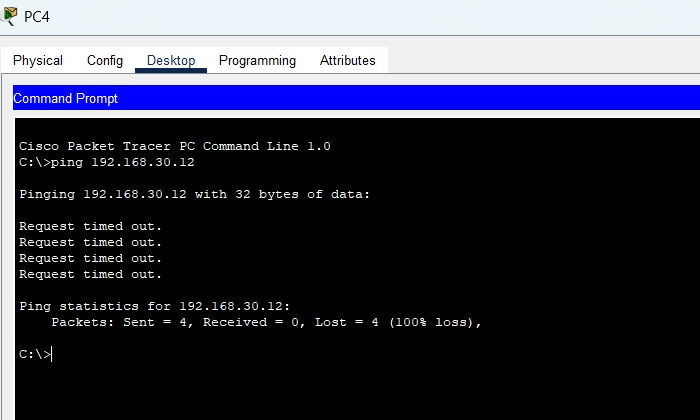 PC4
Physical Config Desktop Programming Attributes
Command Prompt
Cisco Packet Tracer PC Command Line 1.0
C:\>ping 192.168.30.12
Pinging 192.168.30.12 with 32 bytes of data:
Request timed out.
Request timed out.
Request timed out.
Request timed out.
Ping statistics for 192.168.30.12:
Packets: Sent = 4, Received = 0, Lost = 4 (100% loss),
C:\>